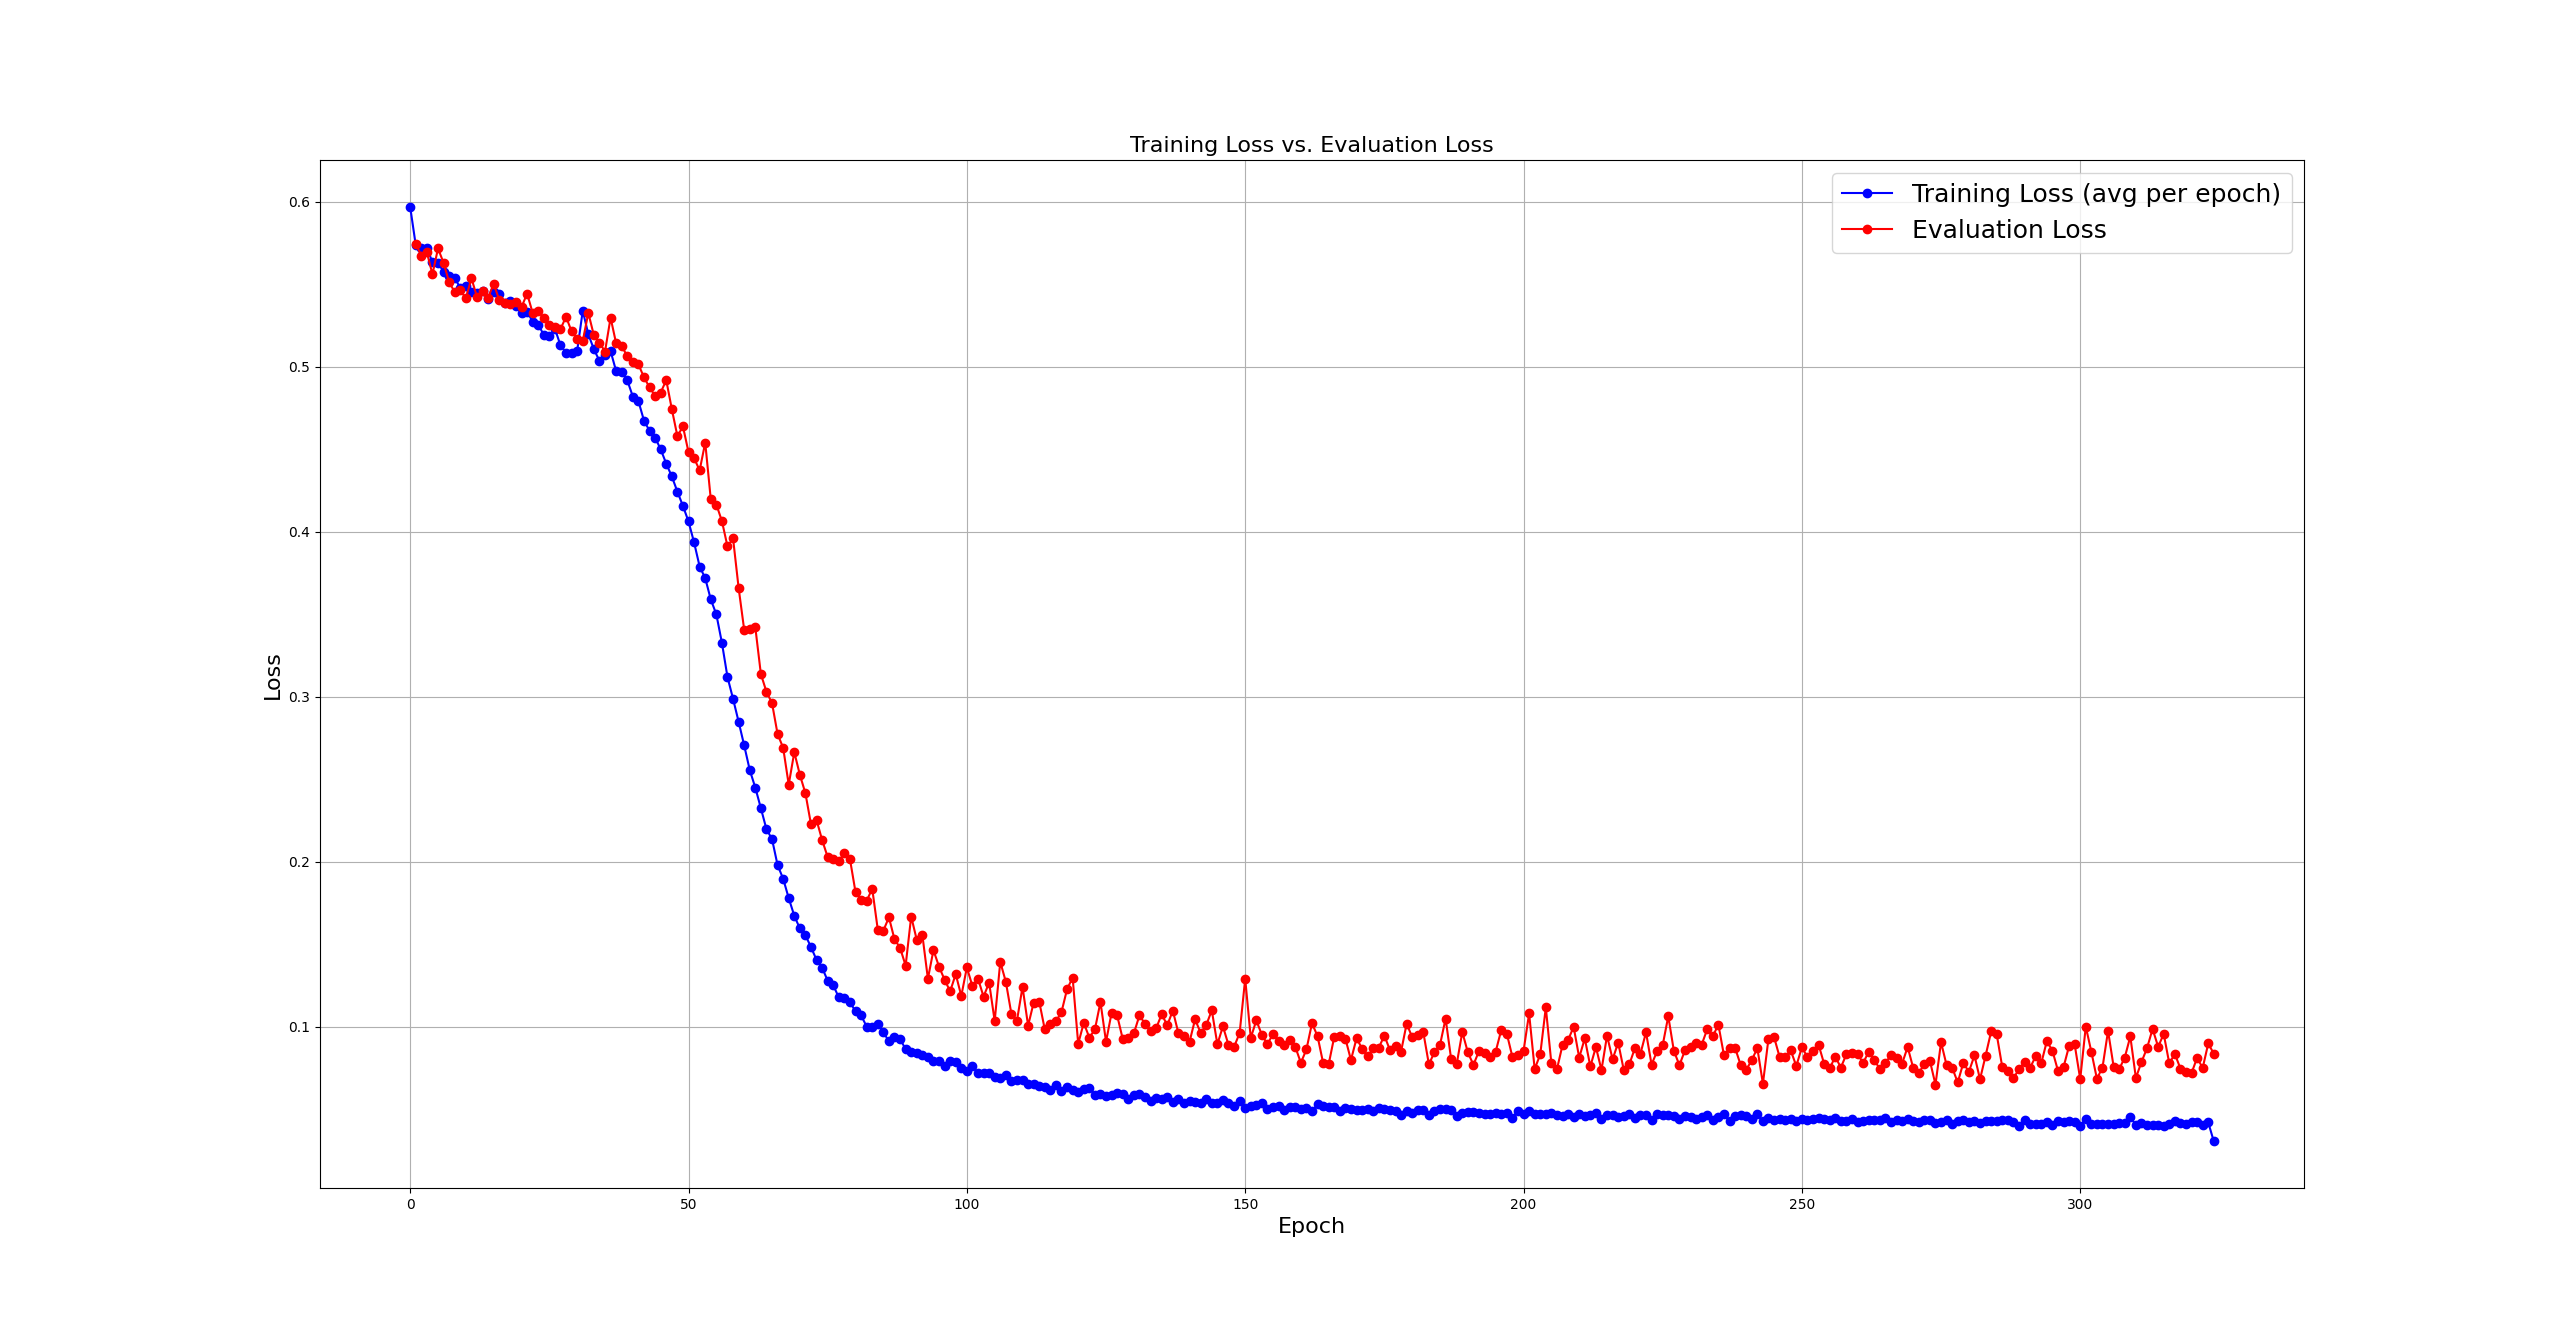 Training Loss vs. Evaluation Loss
Training Loss (avg per epoch)
Evaluation Loss
Loss
0.6
0.5
0.4
0.3
0.2
0.1
0
50
100
150
200
250
300
Epoch